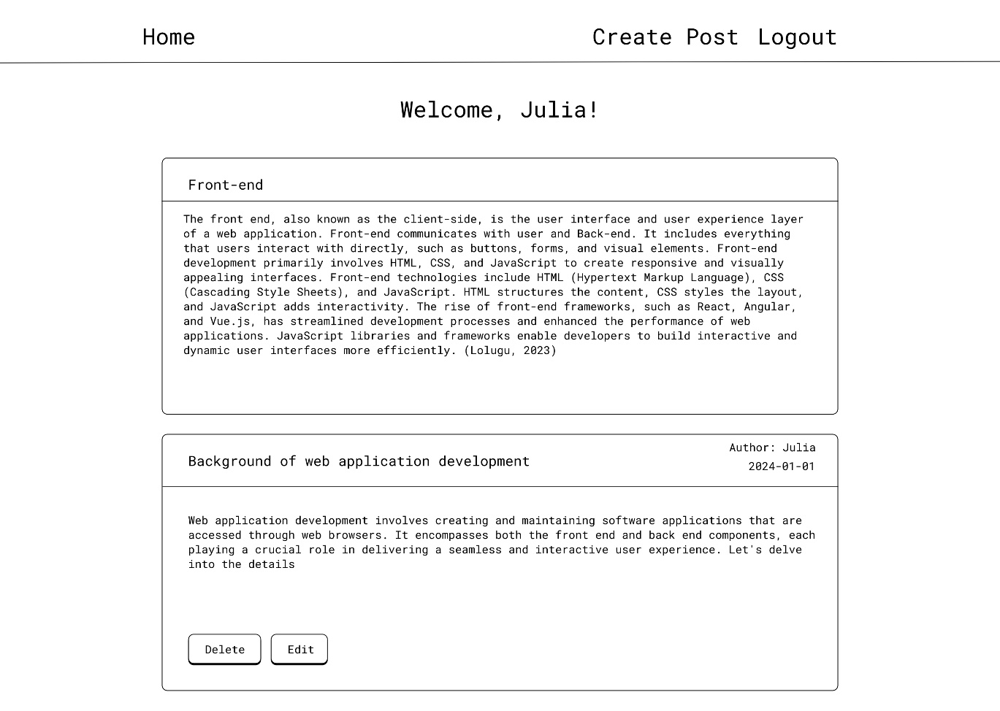 Home Create Post Logout
Welcome, Julia!
Front-end
The front end, also known as the client-side, is the user interface and user experience layer
of a web application. Front-end communicates with user and Back-end. It includes everything
that users interact with directly, such as buttons, forms, and visual elements. Front-end
development primarily involves HTML, CSS, and JavaScript to create responsive and visually
appealing interfaces. Front-end technologies include HTML (Hypertext Markup Language), CSS
(Cascading Style Sheets), and JavaScript. HTML structures the content, CSS styles the layout,
and JavaScript adds interactivity. The rise of front-end frameworks, such as React, Angular,
and Vue.js, has streamlined development processes and enhanced the performance of web
applications. JavaScript libraries and frameworks enable developers to build interactive and
dynamic user interfaces more efficiently. (Lolugu, 2023)
Background of web application development
Author: Julia
2024-01-01
Web application development involves creating and maintaining software applications that are
accessed through web browsers. It encompasses both the front end and back end components, each
playing a crucial role in delivering a seamless and interactive user experience. Let's delve
into the details
Delete Edit